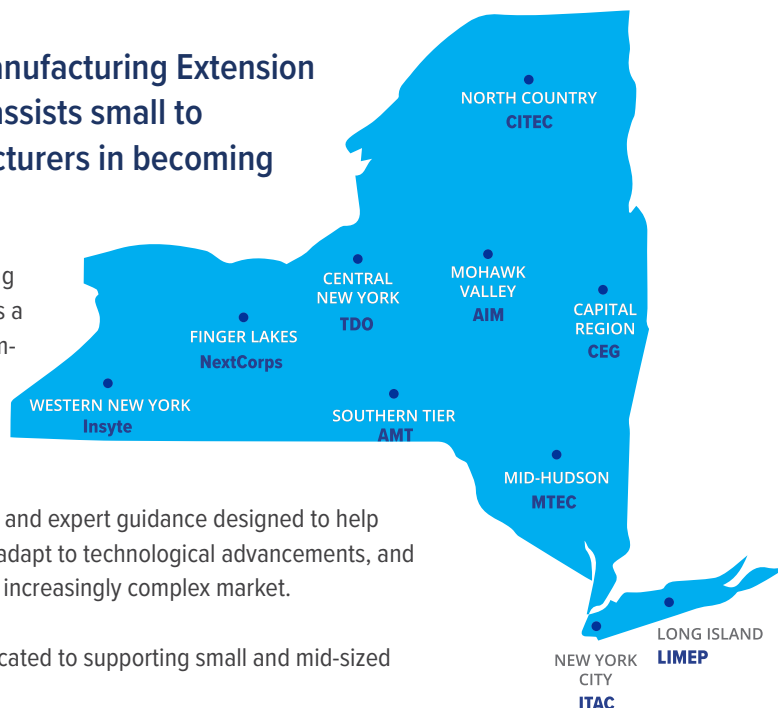 anufacturing Extension
assists small to
cturers in becoming
g
s a
n-
and expert guidance designed to help
adapt to technological advancements, and
increasingly complex market.
cated to supporting small and mid-sized
NORTH COUNTRY
CITEC
CENTRAL
NEW YORK
TDO
MOHAWK
VALLEY
AIM
CAPITAL
REGION
CEG
FINGER LAKES
NextCorps
WESTERN NEW YORK
Insyte
SOUTHERN TIER
AMT
MID-HUDSON
MTEC
LONG ISLAND
LIMEP
NEW YORK
CITY
ITAC